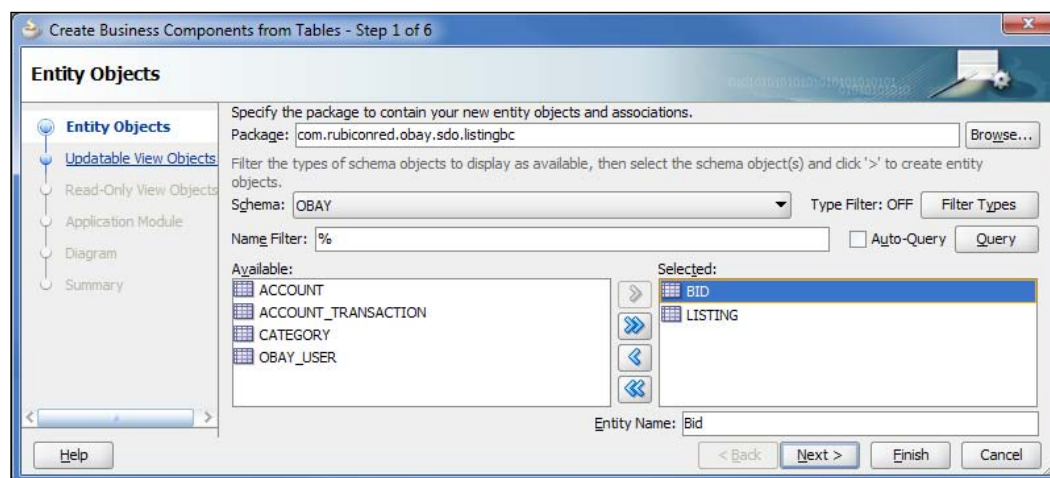 Create Business Components from Tables - Step 1 of 6
Entity Objects
Entity Objects
Updatable View Objects
Read-Only View Objects
Application Module
Diagram
Summary
Specify the package to contain your new entity objects and associations.
Package: com.rubiconred.obay.sdo.listingbc Browse...
Filter the types of schema objects to display as available, then select the schema object(s) and click '>' to create entity
objects.
Schema: OBAY Type Filter: OFF Filter Types
Name Filter: % Auto-Query Query
Available: Selected:
ACCOUNT BID
ACCOUNT_TRANSACTION LISTING
CATEGORY
OBAY_USER
Entity Name: Bid
Help < Back Next > Finish Cancel